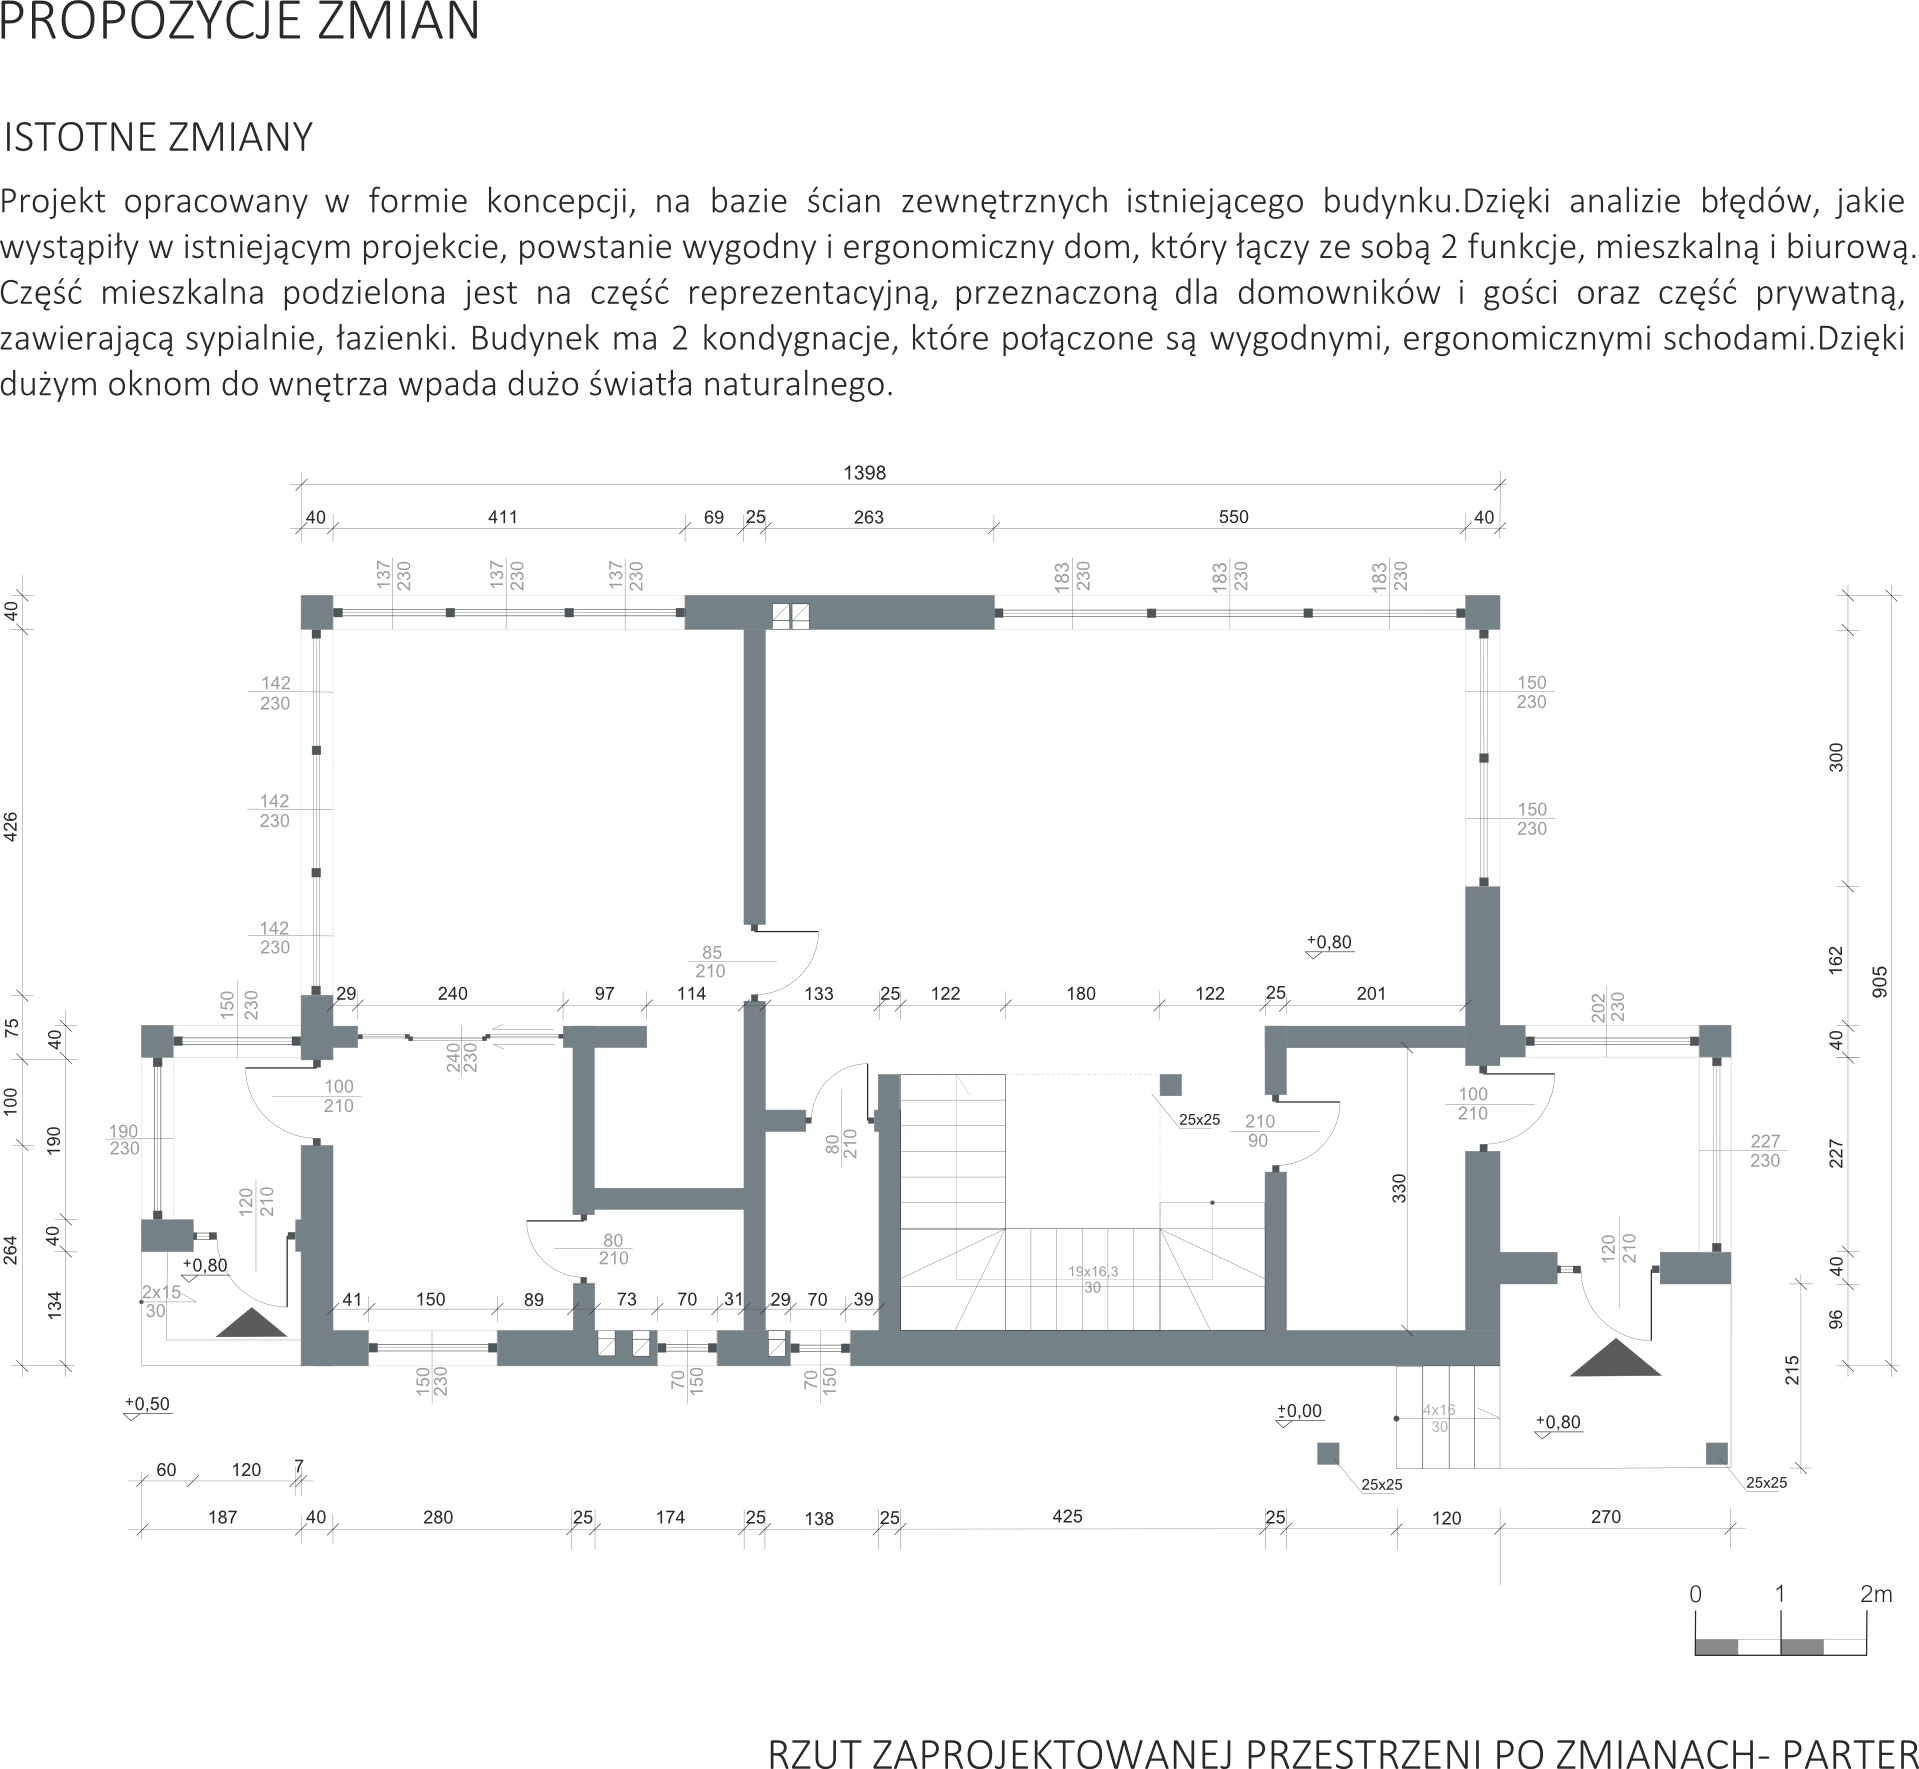 PROPOZYCJE ZMIAN
ISTOTNE ZMIANY
Projekt opracowany w formie koncepcji, na bazie ścian zewnętrznych istniejącego budynku.Dzięki analizie błędów, jakie
wystąpiły w istniejącym projekcie, powstanie wygodny i ergonomiczny dom, który łączy ze sobą 2 funkcje, mieszkalną i biurową.
Część mieszkalna podzielona jest na część reprezentacyjną, przeznaczoną dla domowników i gości oraz część prywatną,
zawierającą sypialnie, łazienki. Budynek ma 2 kondygnacje, które połączone są wygodnymi, ergonomicznymi schodami.Dzięki
dużym oknom do wnętrza wpada dużo światła naturalnego.
1398
40 411 69 25 263 550 40
137 230 137 230 137 230 183 230 183 230 183 230
40 426 75 100 264
40 190 40 134
142
230
142
230
142
230
150
230
150
230
300 162 40 227 40 96
905
215
85
210
+0,80
29 240 97 114 133 25 122 180 122 25 201
150 230
240 230
202 230
100
210
190
230
120 210
80 210
25x25
210
90
330
100
210
227
230
120 210
80
210
+0,80
2x15
30
19x16,3
30
41 150 89 73 70 31 29 70 39
150 230
70 150
70 150
+0,50
±0,00
4x16
30
+0,80
25x25
25x25
60 120 7
187 40 280 25 174 25 138 25 425 25 120 270
0 1 2m
RZUT ZAPROJEKTOWANEJ PRZESTRZENI PO ZMIANACH- PARTER